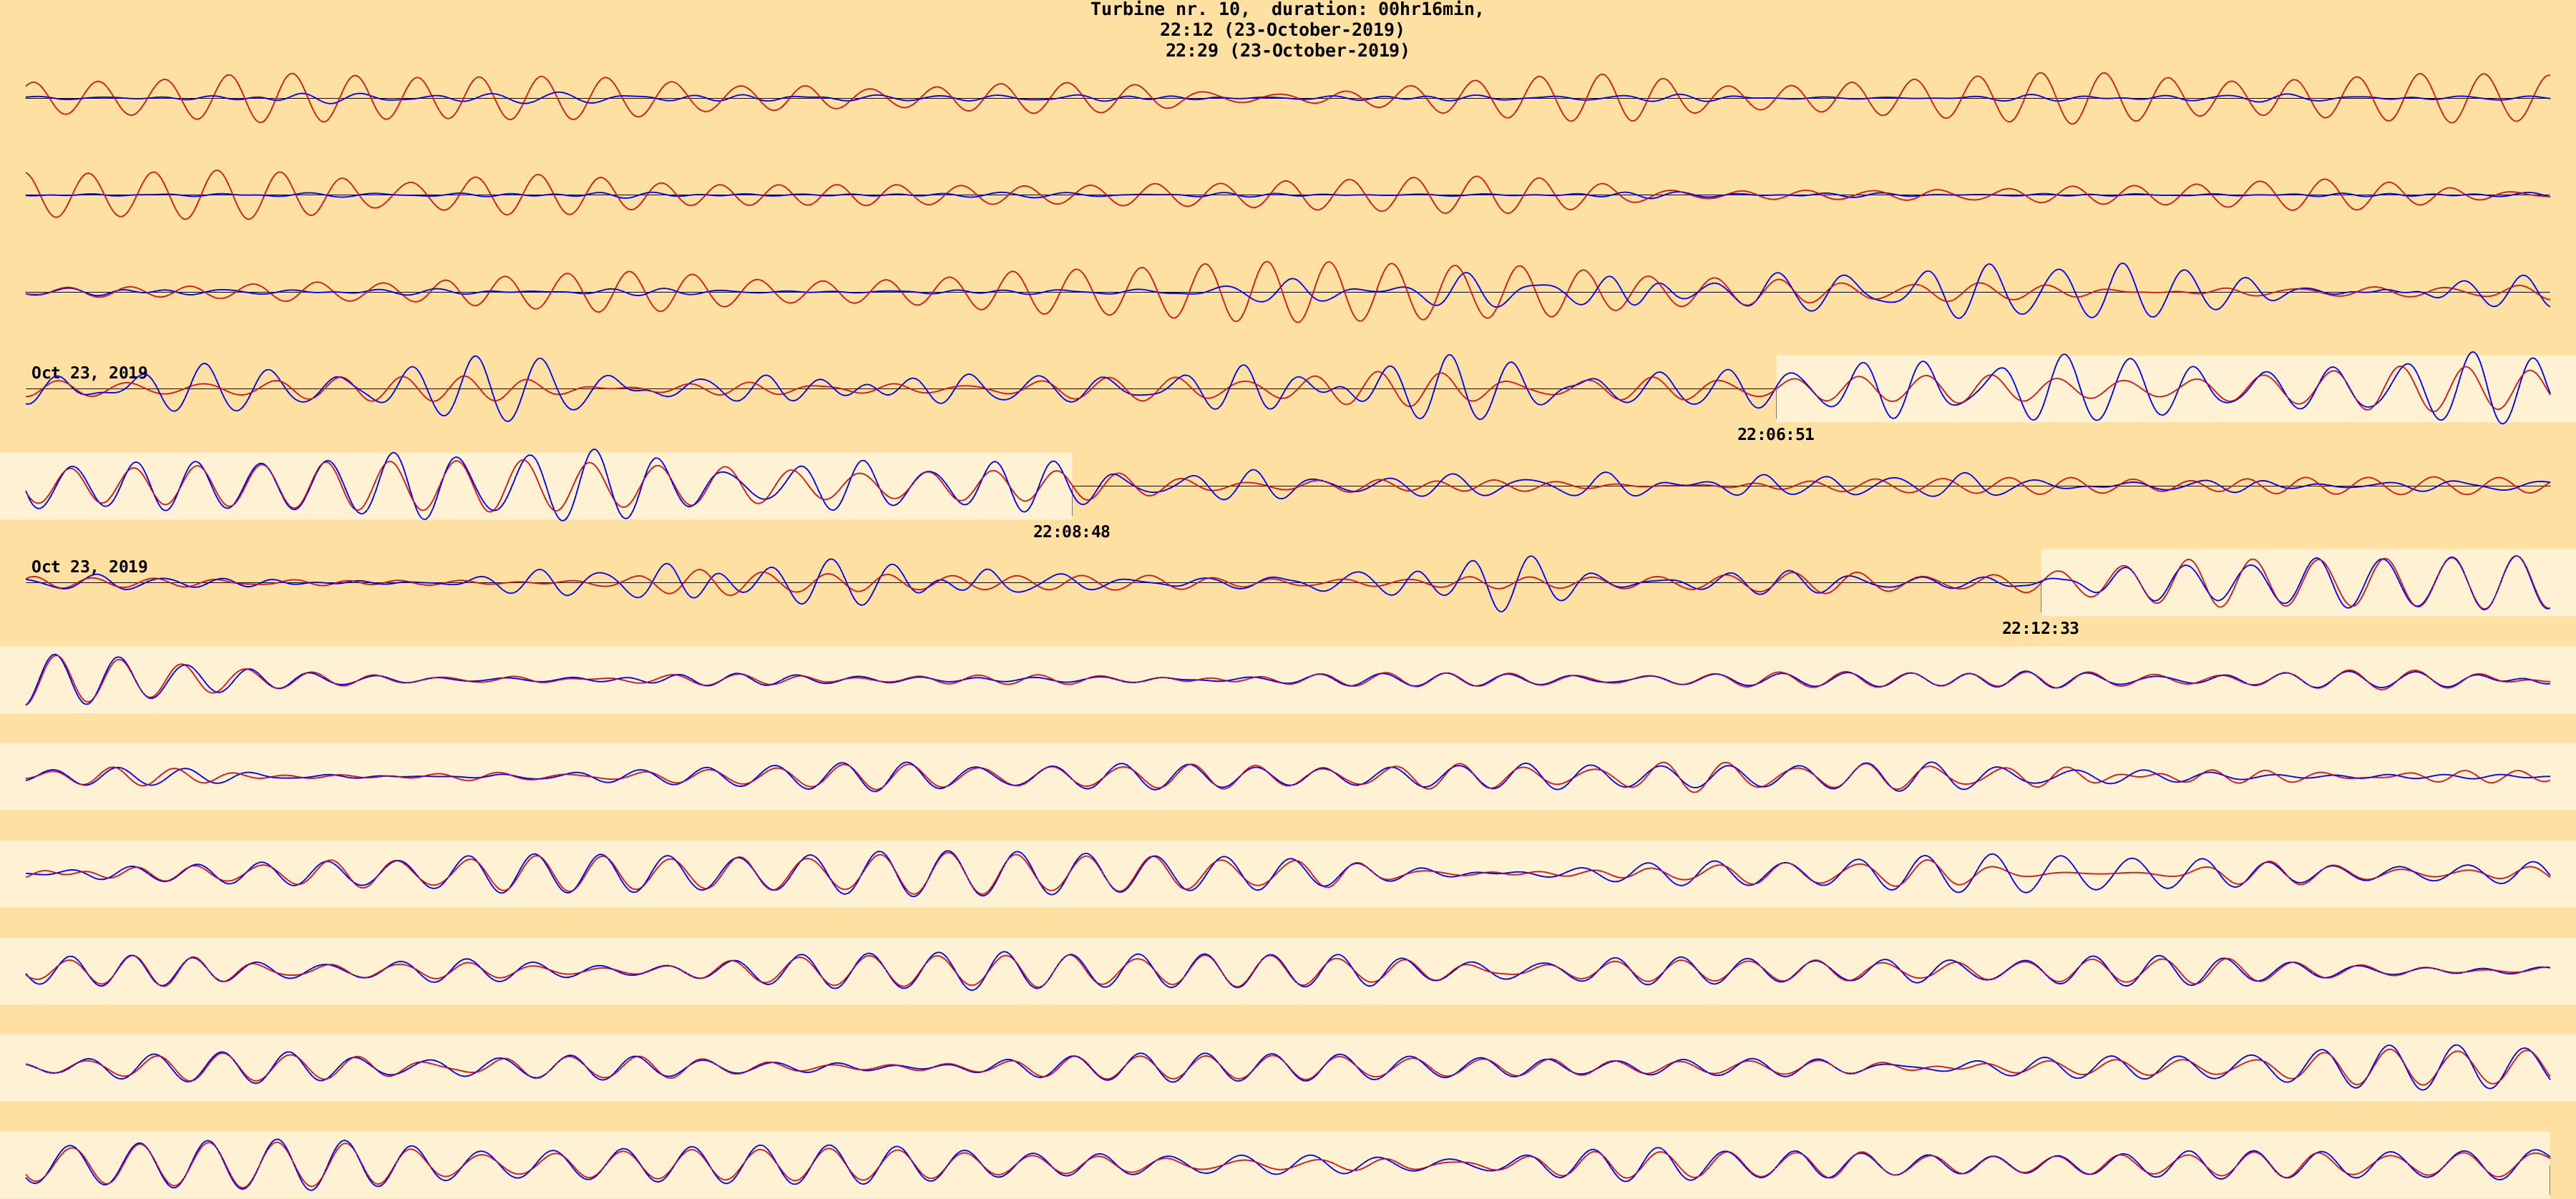 Turbine nr. 10,  duration: 00hr16min,
22:12 (23-October-2019)
22:29 (23-October-2019)
Oct 23, 2019
22:06:51
22:08:48
Oct 23, 2019
22:12:33